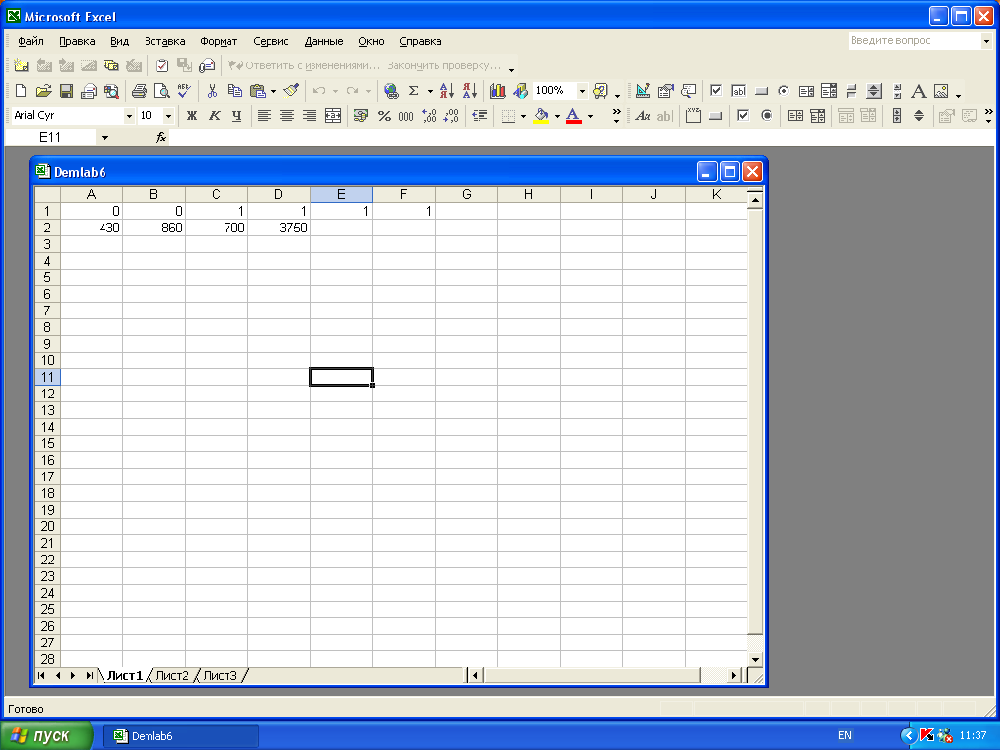 Microsoft Excel
Файл Правка Вид Вставка Формат Сервис Данные Окно Справка Введите вопрос
Ответить с изменениями... Закончить проверку...
100%
Arial Cyr 10 Ж К Ч % 000
E11 fx
Demlab6
A B C D E F G H I J K
1 0 0 1 1 1 1
2 430 860 700 3750
3
4
5
6
7
8
9
10
11
12
13
14
15
16
17
18
19
20
21
22
23
24
25
26
27
28
Лист1 Лист2 Лист3
Готово
пуск Demlab6 EN 11:37